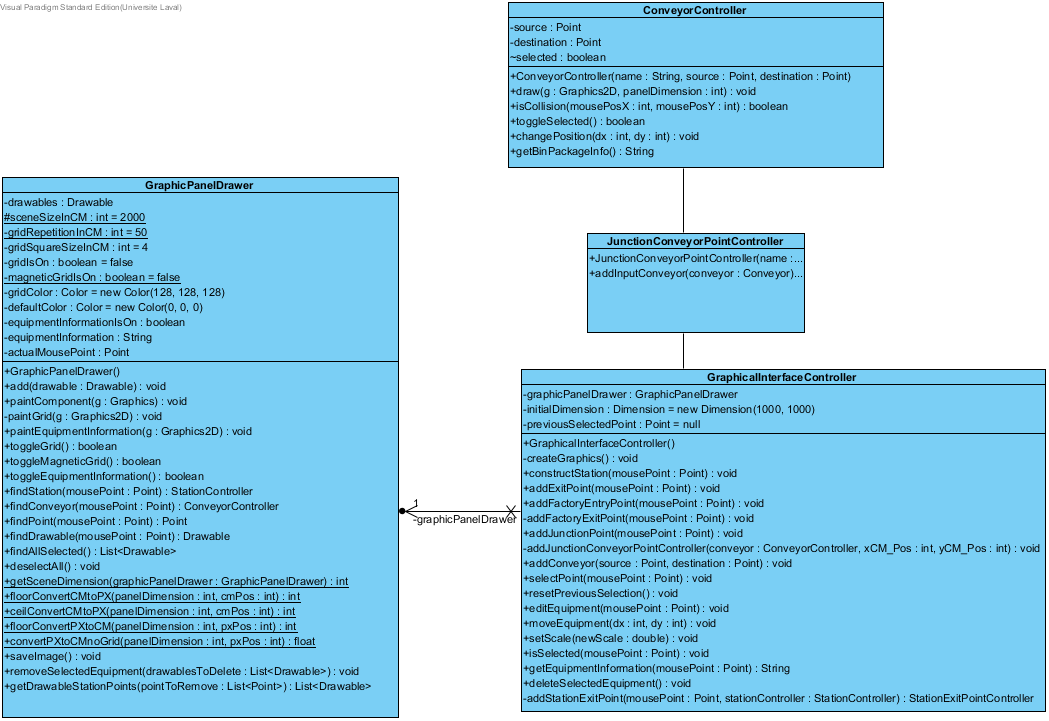 Visual Paradigm Standard Edition(Universite Laval)
ConveyorController
-source : Point
-destination : Point
~selected : boolean
+ConveyorController(name : String, source : Point, destination : Point)
+draw(g : Graphics2D, panelDimension : int) : void
+isCollision(mousePosX : int, mousePosY : int) : boolean
+toggleSelected() : boolean
+changePosition(dx : int, dy : int) : void
+getBinPackageInfo() : String
GraphicPanelDrawer
-drawables : Drawable
#sceneSizeInCM : int = 2000
-gridRepetitionInCM : int = 50
-gridSquareSizeInCM : int = 4
-gridIsOn : boolean = false
-magneticGridIsOn : boolean = false
-gridColor : Color = new Color(128, 128, 128)
-defaultColor : Color = new Color(0, 0, 0)
-equipmentInformationIsOn : boolean
-equipmentInformation : String
-actualMousePoint : Point
+GraphicPanelDrawer()
+add(drawable : Drawable) : void
+paintComponent(g : Graphics) : void
-paintGrid(g : Graphics2D) : void
+paintEquipmentInformation(g : Graphics2D) : void
+toggleGrid() : boolean
+toggleMagneticGrid() : boolean
+toggleEquipmentInformation() : boolean
+findStation(mousePoint : Point) : StationController
+findConveyor(mousePoint : Point) : ConveyorController
+findPoint(mousePoint : Point) : Point
+findDrawable(mousePoint : Point) : Drawable
+findAllSelected() : List<Drawable>
+deselectAll() : void
+getSceneDimension(graphicPanelDrawer : GraphicPanelDrawer) : int
+floorConvertCMtoPX(panelDimension : int, cmPos : int) : int
+ceilConvertCMtoPX(panelDimension : int, cmPos : int) : int
+floorConvertPXtoCM(panelDimension : int, pxPos : int) : int
+convertPXtoCMnoGrid(panelDimension : int, pxPos : int) : float
+saveImage() : void
+removeSelectedEquipment(drawablesToDelete : List<Drawable>) : void
+getDrawableStationPoints(pointToRemove : List<Point>) : List<Drawable>
JunctionConveyorPointController
+JunctionConveyorPointController(name :...
+addInputConveyor(conveyor : Conveyor)...
1
-graphicPanelDrawer
GraphicalInterfaceController
-graphicPanelDrawer : GraphicPanelDrawer
-initialDimension : Dimension = new Dimension(1000, 1000)
-previousSelectedPoint : Point = null
+GraphicalInterfaceController()
-createGraphics() : void
+constructStation(mousePoint : Point) : void
+addExitPoint(mousePoint : Point) : void
+addFactoryEntryPoint(mousePoint : Point) : void
-addFactoryExitPoint(mousePoint : Point) : void
+addJunctionPoint(mousePoint : Point) : void
-addJunctionConveyorPointController(conveyor : ConveyorController, xCM_Pos : int, yCM_Pos : int) : void
+addConveyor(source : Point, destination : Point) : void
+selectPoint(mousePoint : Point) : void
+resetPreviousSelection() : void
+editEquipment(mousePoint : Point) : void
+moveEquipment(dx : int, dy : int) : void
+setScale(newScale : double) : void
+isSelected(mousePoint : Point) : void
+getEquipmentInformation(mousePoint : Point) : String
+deleteSelectedEquipment() : void
-addStationExitPoint(mousePoint : Point, stationController : StationController) : StationExitPointController